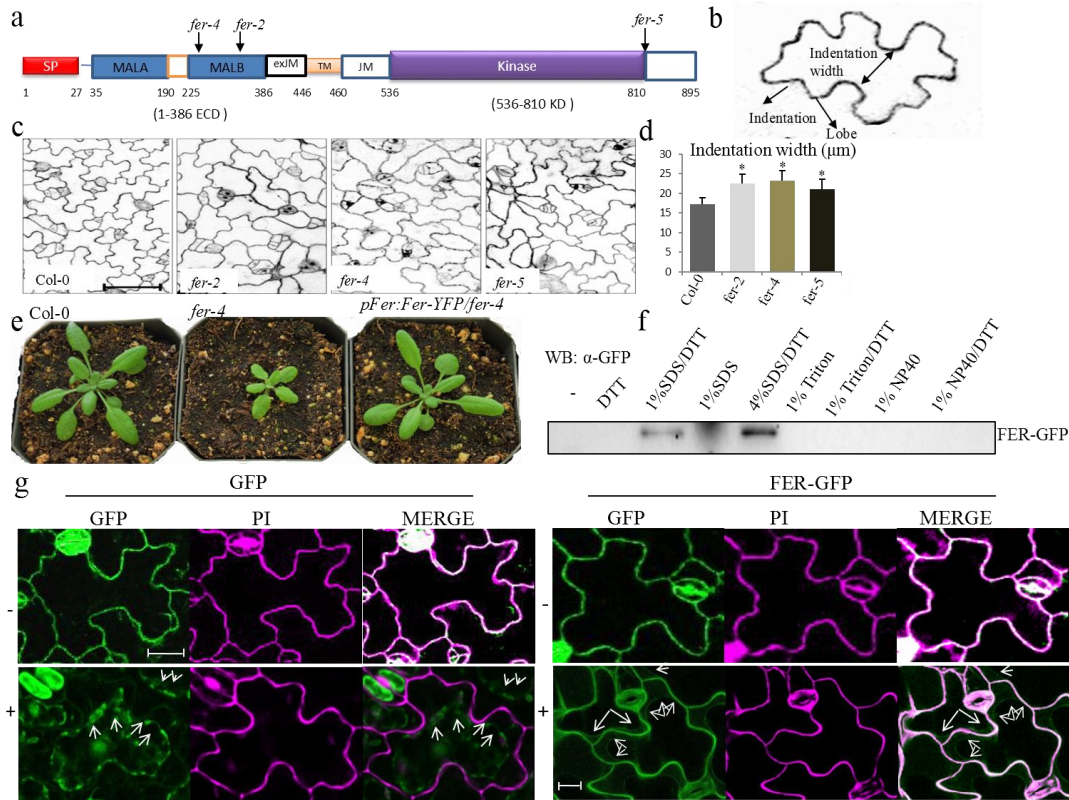 a
fer-4
fer-2
fer-5
SP
MALA
MALB
exJM
TM
JM
Kinase
1
27
35
190
225
386
446
460
536
810
895
(1-386 ECD )
(536-810 KD )
b
Indentation
width
Indentation
Lobe
c
Col-0
fer-2
fer-4
fer-5
d
Indentation width (μm)
30
25
20
15
10
5
0
*
*
*
Col-0
fer-2
fer-4
fer-5
e
Col-0
fer-4
pFer:Fer-YFP/fer-4
f
WB: α-GFP
-
DTT
1%SDS/DTT
1%SDS
4%SDS/DTT
1% Triton
1% Triton/DTT
1% NP40
1% NP40/DTT
FER-GFP
g
GFP
FER-GFP
GFP
PI
MERGE
GFP
PI
MERGE
-
-
+
+